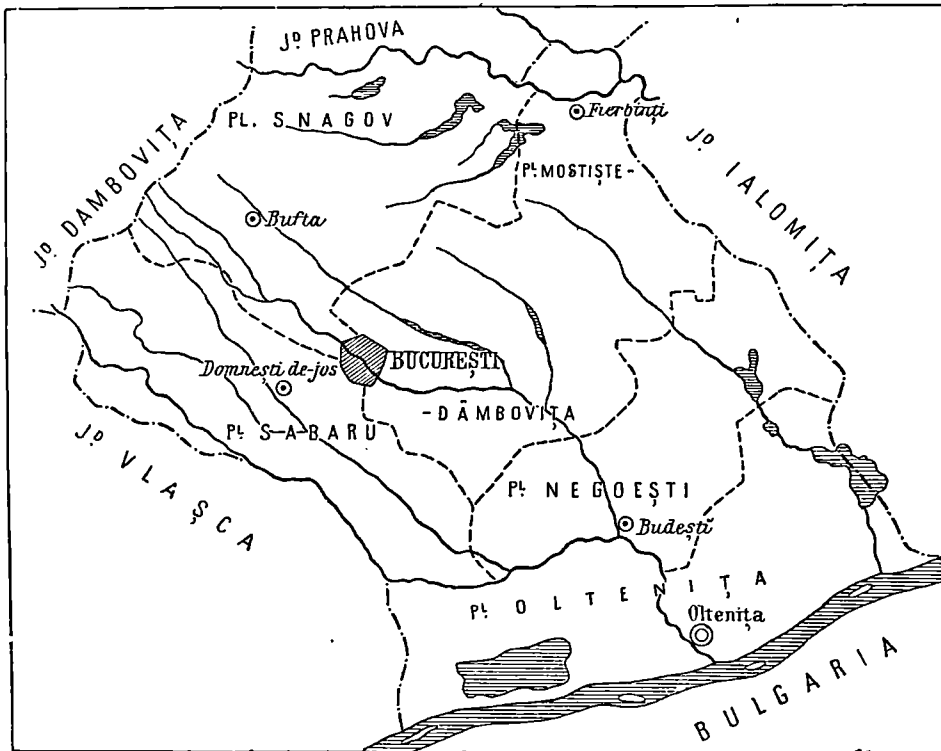 JD PRAHOVA
Fierbinți
PL. SNAGOV
JD DAMBOVIȚA
JD IALOMIȚA
PL MOSTIȘTE
Bufta
BUCUREȘTI
Domnești de-jos
DÂMBOVIȚA
PL SABARU
JD VLAȘCA
PL NEGOEȘTI
Budești
PL OLTENIȚA
Oltenița
BULGARIA